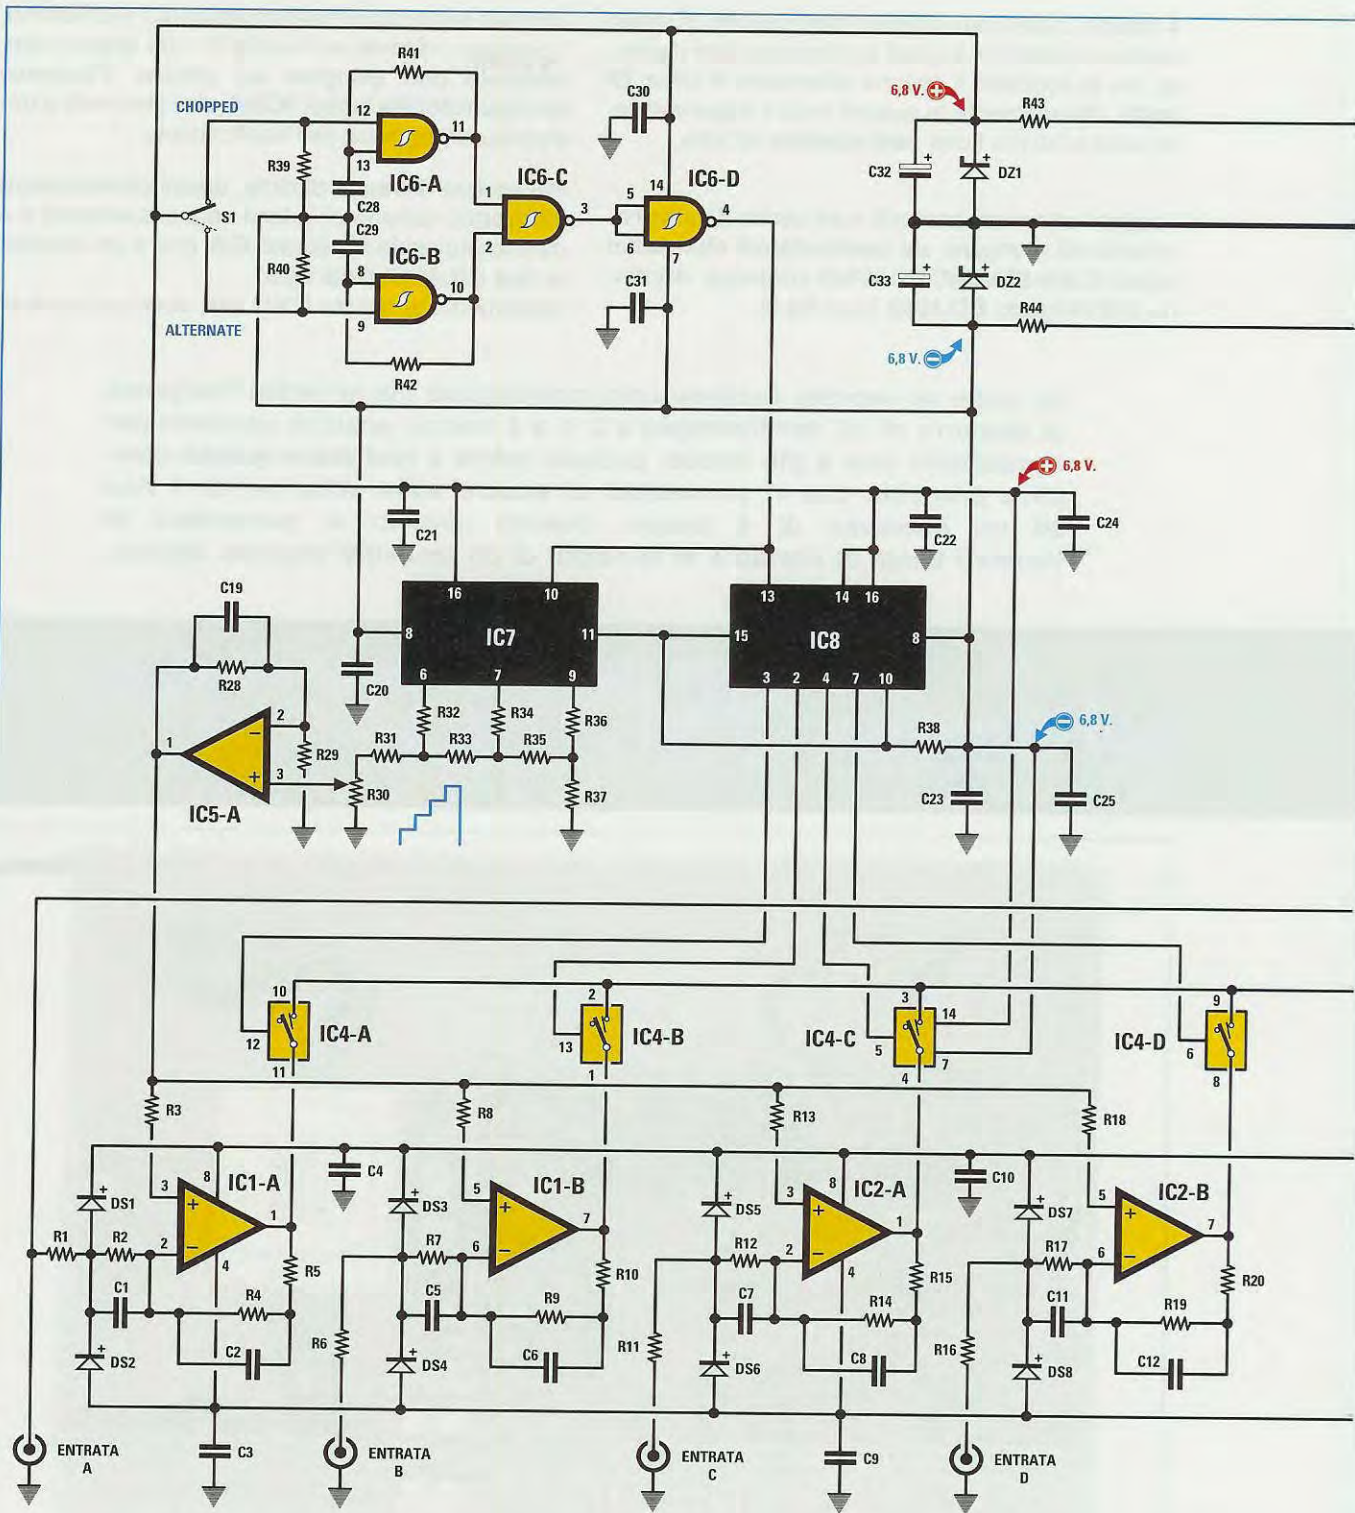 R41
CHOPPED
12
11
R39
13
IC6-A
C28
S1
C29
R40
8
IC6-B
10
9
ALTERNATE
R42
C30
IC6-C
1
3
2
IC6-D
14
5
4
6
7
C31
6,8 V.
R43
C32
+
DZ1
C33
+
DZ2
R44
6,8 V.
6,8 V.
C21
C22
C24
16
10
8
IC7
11
6
7
9
13
14
16
15
IC8
8
3
2
4
7
10
C19
R28
C20
R32
R34
R36
R31
R33
R35
R38
2
1
R29
3
R30
R37
IC5-A
6,8 V.
C23
C25
10
12
IC4-A
11
2
IC4-B
13
1
3
14
IC4-C
5
7
4
9
IC4-D
6
8
R3
R8
R13
R18
C4
C10
DS1
+
3
8
IC1-A
+
1
−
2
4
R1
R2
C1
R4
R5
C2
DS2
+
DS3
+
5
IC1-B
+
7
−
6
R7
C5
R9
R10
R6
C6
DS4
+
DS5
+
3
8
IC2-A
+
1
−
2
4
R12
C7
R14
R15
R11
C8
DS6
+
DS7
+
5
IC2-B
+
7
−
6
R17
C11
R19
R20
R16
C12
DS8
+
ENTRATA
A
C3
ENTRATA
B
ENTRATA
C
C9
ENTRATA
D